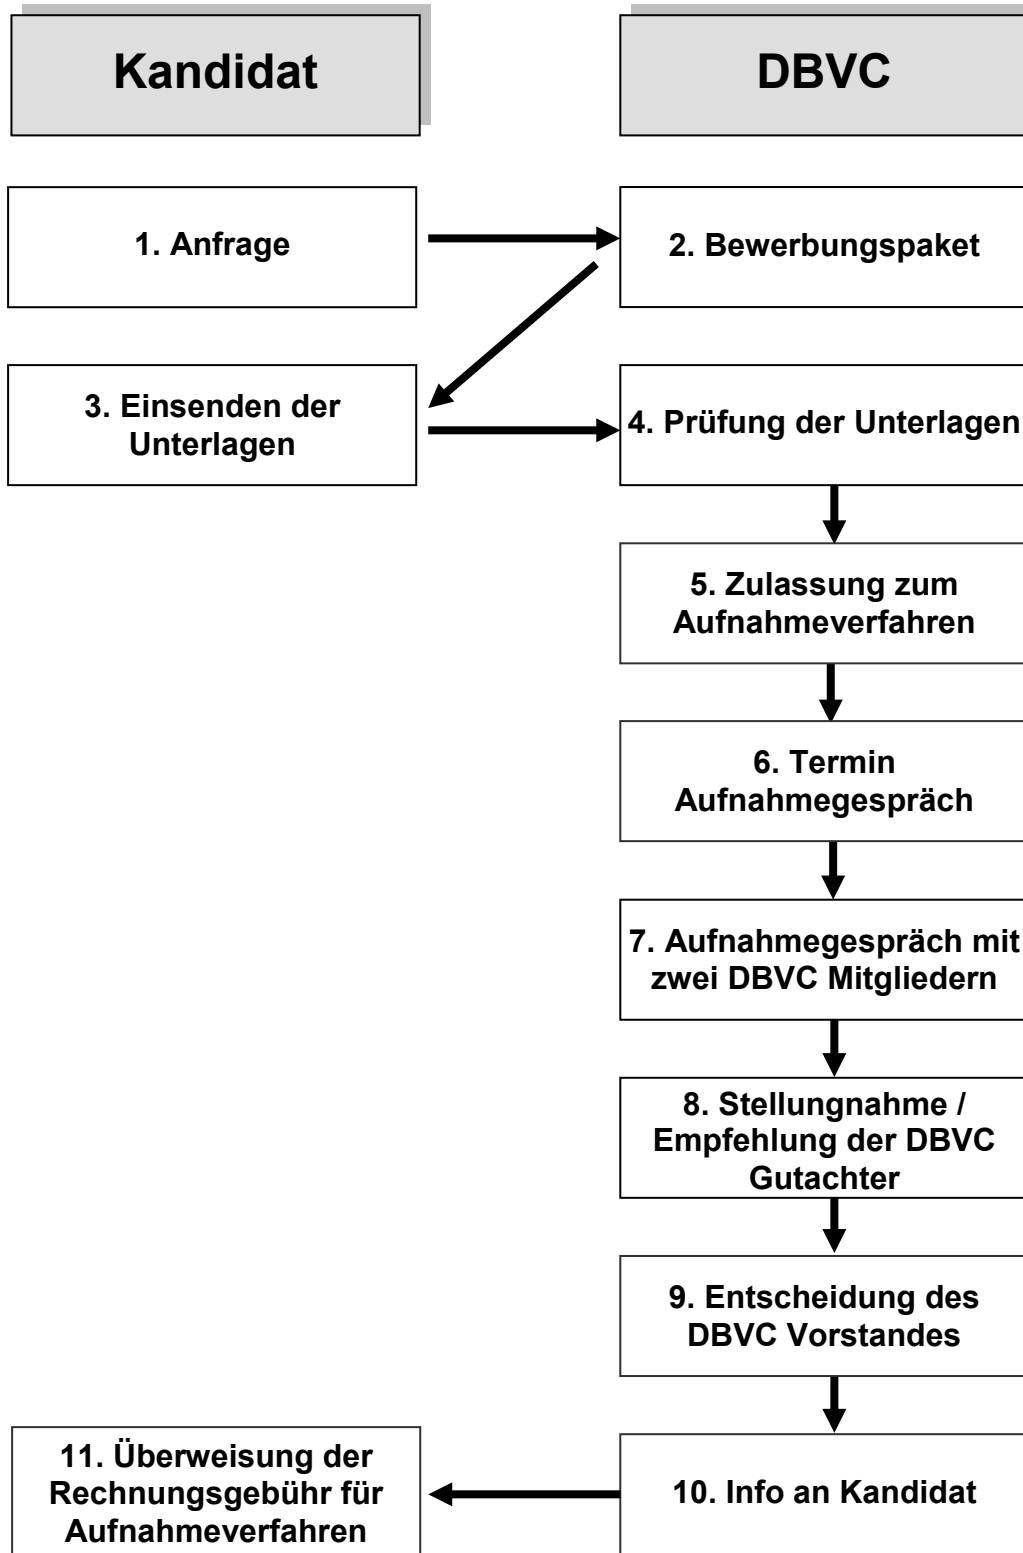 Kandidat
DBVC
1. Anfrage
2. Bewerbungspaket
3. Einsenden der
Unterlagen
4. Prüfung der Unterlagen
5. Zulassung zum
Aufnahmeverfahren
6. Termin
Aufnahmegespräch
7. Aufnahmegespräch mit
zwei DBVC Mitgliedern
8. Stellungnahme /
Empfehlung der DBVC
Gutachter
9. Entscheidung des
DBVC Vorstandes
10. Info an Kandidat
11. Überweisung der
Rechnungsgebühr für
Aufnahmeverfahren